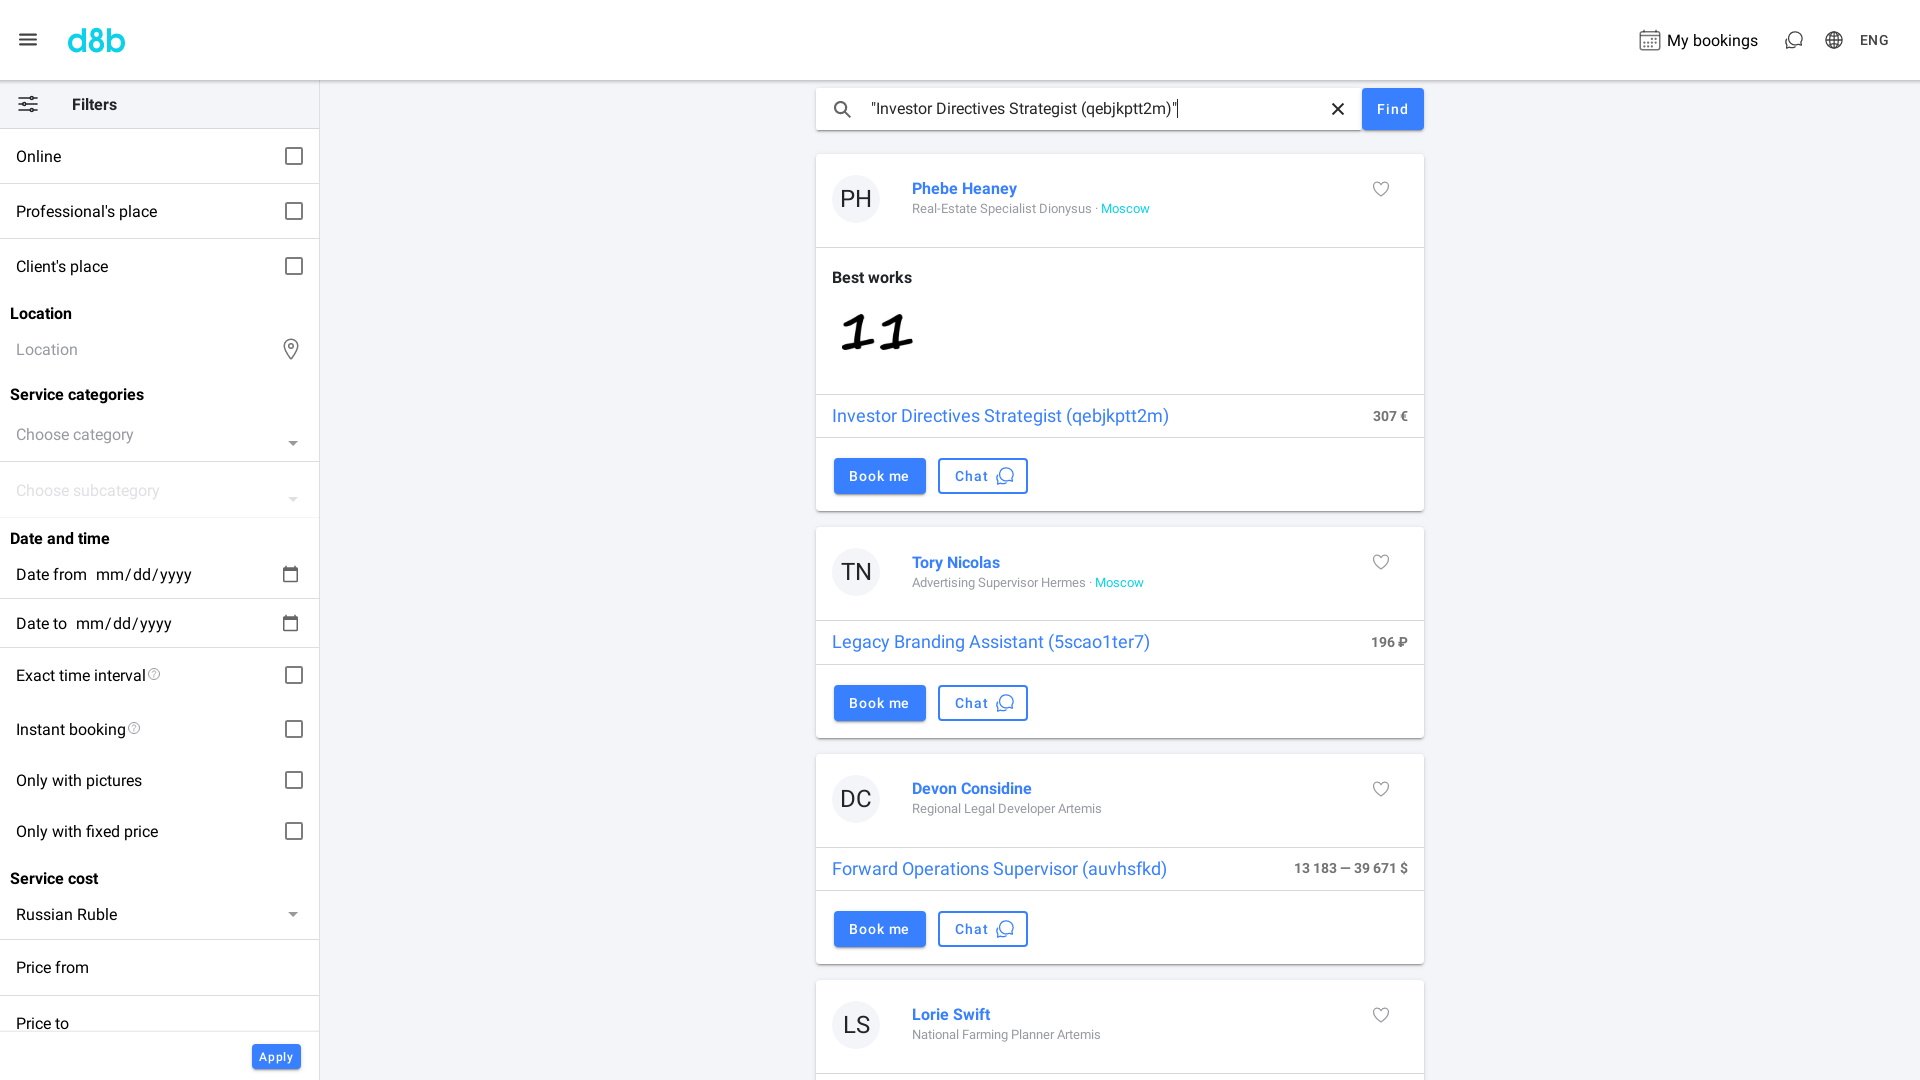 d8b
My bookings
ENG
Filters
Online
Professional's place
Client's place
Location
Location
Service categories
Choose category
Choose subcategory
Date and time
Date from mm/dd/yyyy
Date to mm/dd/yyyy
Exact time interval
Instant booking
Only with pictures
Only with fixed price
Service cost
Russian Ruble
Price from
Price to
Apply
"Investor Directives Strategist (qebjkptt2m)"
Find
PH
Phebe Heaney
Real-Estate Specialist Dionysus · Moscow
Best works
11
Investor Directives Strategist (qebjkptt2m) 307 €
Book me
Chat
TN
Tory Nicolas
Advertising Supervisor Hermes · Moscow
Legacy Branding Assistant (5scao1ter7) 196 ₽
Book me
Chat
DC
Devon Considine
Regional Legal Developer Artemis
Forward Operations Supervisor (auvhsfkd) 13 183 — 39 671 $
Book me
Chat
LS
Lorie Swift
National Farming Planner Artemis